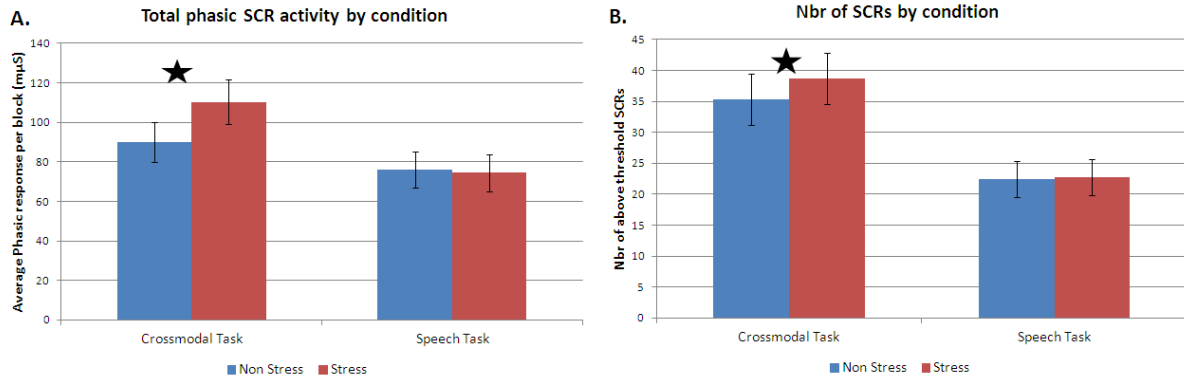 A.
Total phasic SCR activity by condition
Average Phasic response per block (mµS)
140
120
100
80
60
40
20
0
Crossmodal Task
Speech Task
Non Stress
Stress
B.
Nbr of SCRs by condition
Nbr of above threshold SCRs
45
40
35
30
25
20
15
10
5
0
Crossmodal Task
Speech Task
Non Stress
Stress